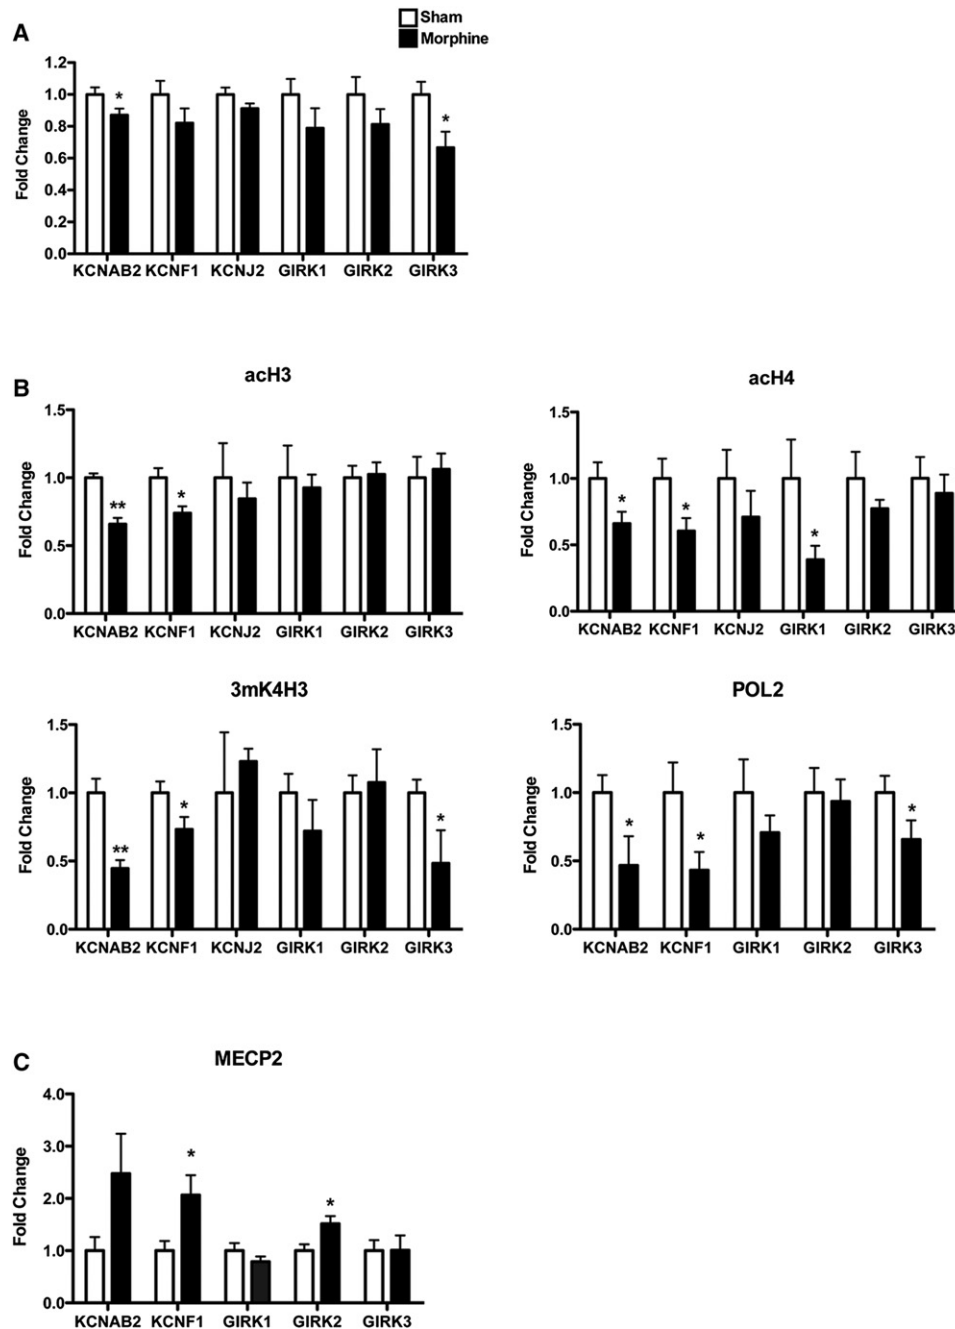 Sham
Morphine
A
Fold Change
1.2
1.0
0.8
0.6
0.4
0.2
0.0
*
*
KCNAB2 KCNF1 KCNJ2 GIRK1 GIRK2 GIRK3
B
acH3
Fold Change
1.5
1.0
0.5
0.0
**
*
KCNAB2 KCNF1 KCNJ2 GIRK1 GIRK2 GIRK3
acH4
Fold Change
1.5
1.0
0.5
0.0
*
*
*
KCNAB2 KCNF1 KCNJ2 GIRK1 GIRK2 GIRK3
3mK4H3
Fold Change
1.5
1.0
0.5
0.0
**
*
*
KCNAB2 KCNF1 KCNJ2 GIRK1 GIRK2 GIRK3
POL2
Fold Change
1.5
1.0
0.5
0.0
*
*
*
KCNAB2 KCNF1 GIRK1 GIRK2 GIRK3
C
MECP2
Fold Change
4.0
3.0
2.0
1.0
0.0
*
*
KCNAB2 KCNF1 GIRK1 GIRK2 GIRK3